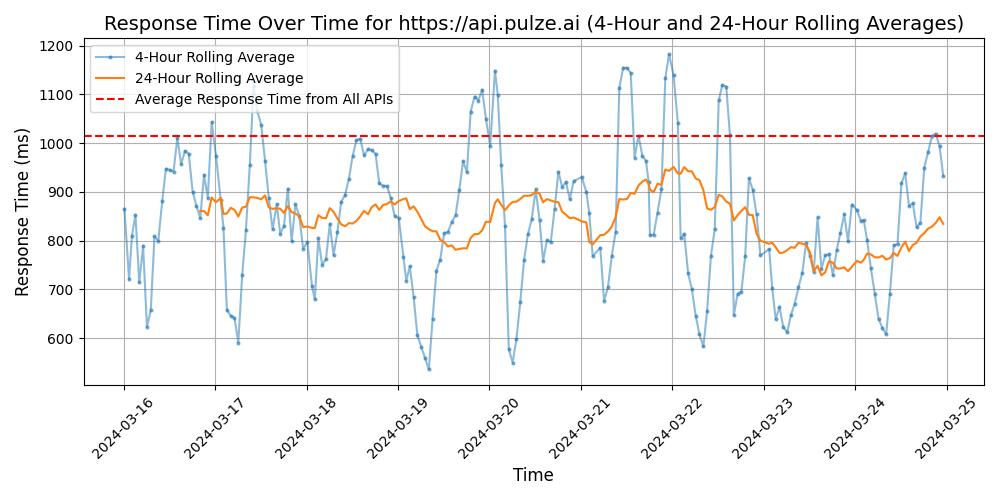 Response Time Over Time for https://api.pulze.ai (4-Hour and 24-Hour Rolling Averages)
4-Hour Rolling Average
24-Hour Rolling Average
Average Response Time from All APIs
Response Time (ms)
1200
1100
1000
900
800
700
600
2024-03-16
2024-03-17
2024-03-18
2024-03-19
2024-03-20
2024-03-21
2024-03-22
2024-03-23
2024-03-24
2024-03-25
Time